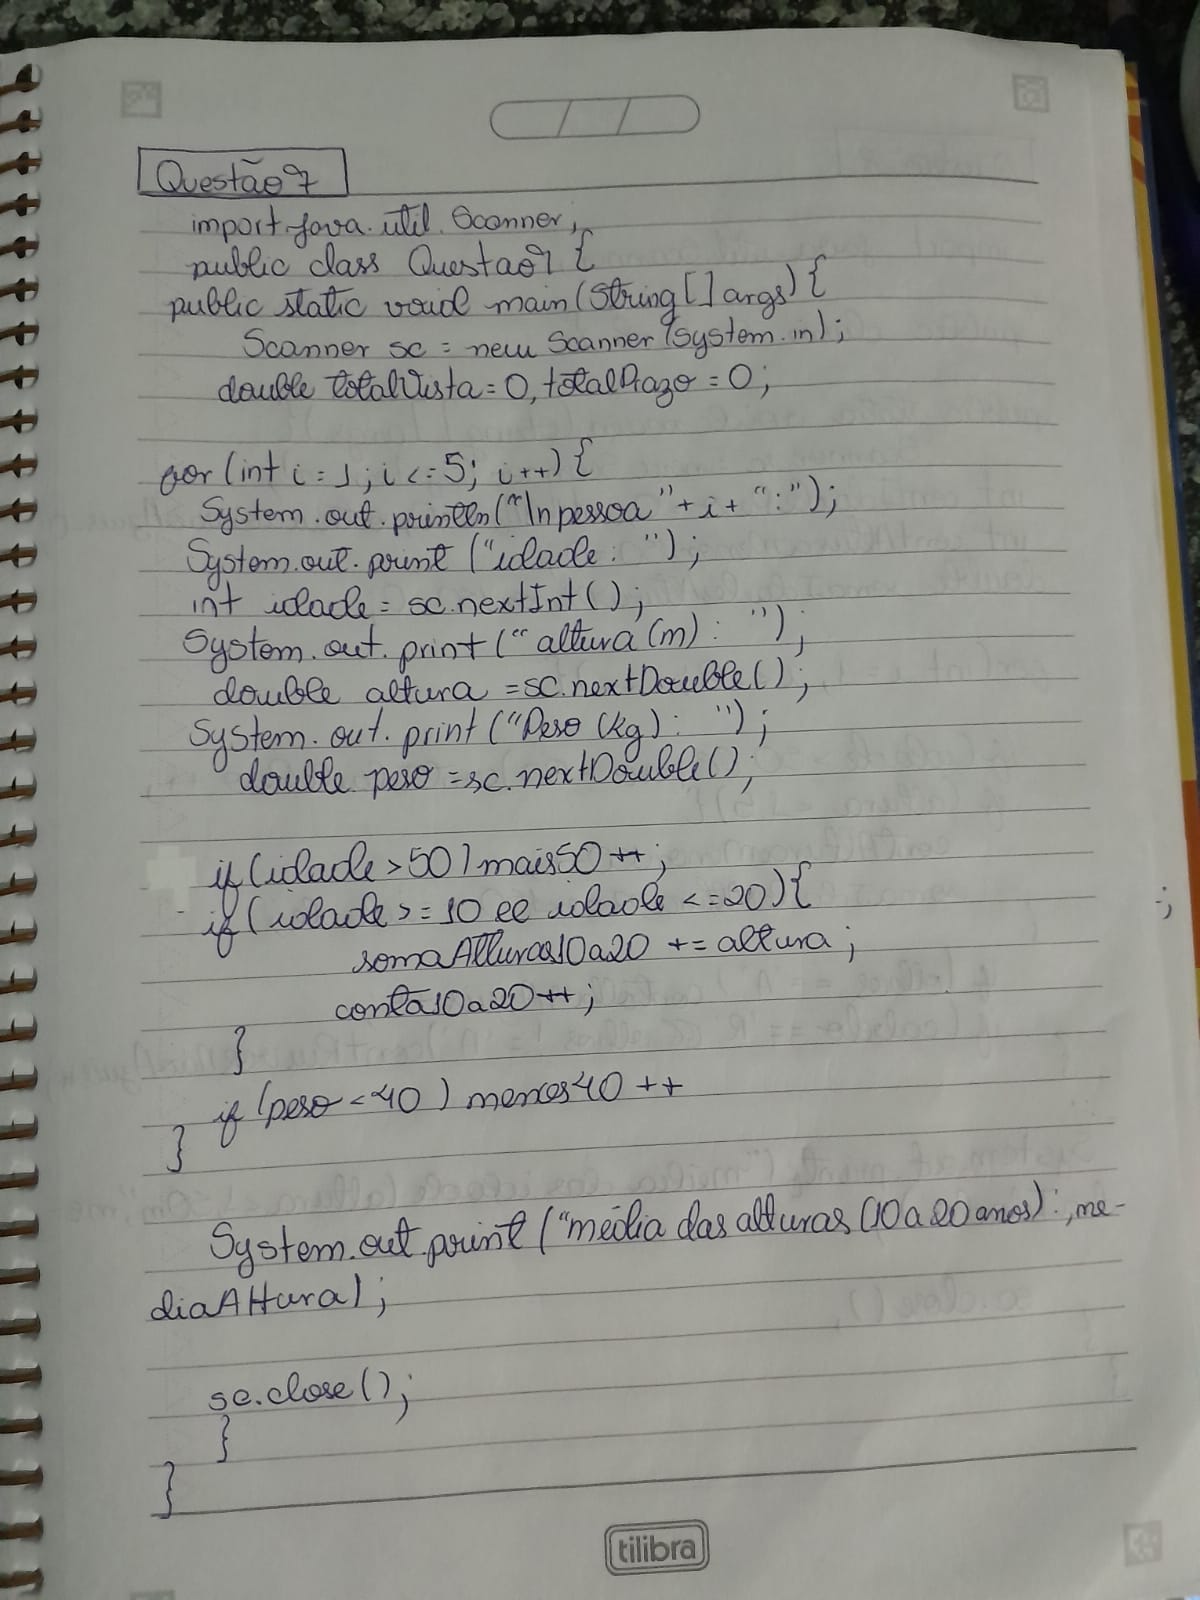 Questão 7
import java.util.Scanner;
public class Questao7 {
public static void main(String[] args){
Scanner sc = new Scanner (System.in);
double totalVista=0, totalPrazo=0;
for (int i=1; i<=5; i++) {
System.out.println("\n pessoa "+i+ ":");
System.out.print ("idade: ");
int idade = sc.nextInt();
System.out.print ("altura (m): ");
double altura =sc.nextDouble();
System.out.print ("Peso (kg): ");
double peso =sc.nextDouble();
if (idade >50) mais50++;
if (idade >= 10 ee idade <=20){
somaAlturas10a20 += altura;
conta10a20++;
}
if (peso <40) menos40 ++
}
System.out.print ("média das alturas (10 a 20 anos): , me-
diaAltura);
sc.close();
}
}
tilibra